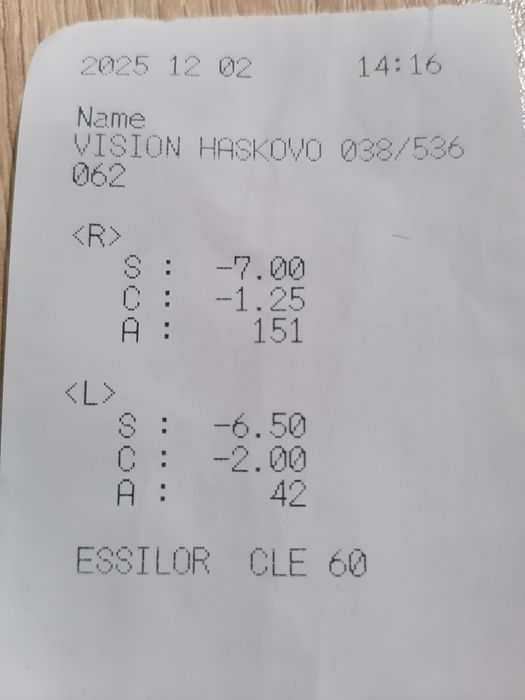 2025 12 02 14:16
Name
VISION HASKOVO 038/536
062
<R>
S : -7.00
C : -1.25
A : 151
<L>
S : -6.50
C : -2.00
A : 42
ESSILOR CLE 60